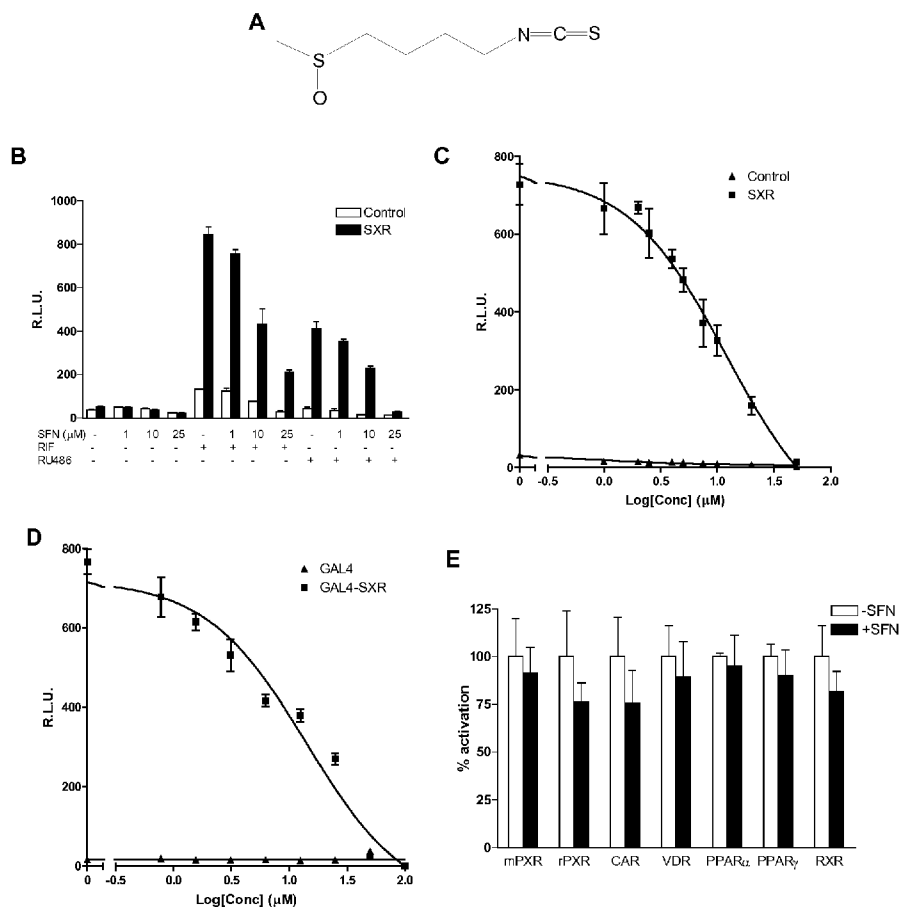 A
N=C=S
S
O
B
1000
800
600
400
200
0
R.L.U.
Control
SXR
SFN (μM) - 1 10 25 - 1 10 25 - 1 10 25
RIF - - - - + + + + - - - -
RU486 - - - - - - - - + + + +
C
800
600
400
200
0
R.L.U.
Control
SXR
0 -0.5 0.0 0.5 1.0 1.5 2.0
Log[Conc] (μM)
D
800
600
400
200
0
R.L.U.
GAL4
GAL4-SXR
0 -0.5 0.0 0.5 1.0 1.5 2.0
Log[Conc] (μM)
E
125
100
75
50
25
0
% activation
-SFN
+SFN
mPXR rPXR CAR VDR PPARα PPARγ RXR